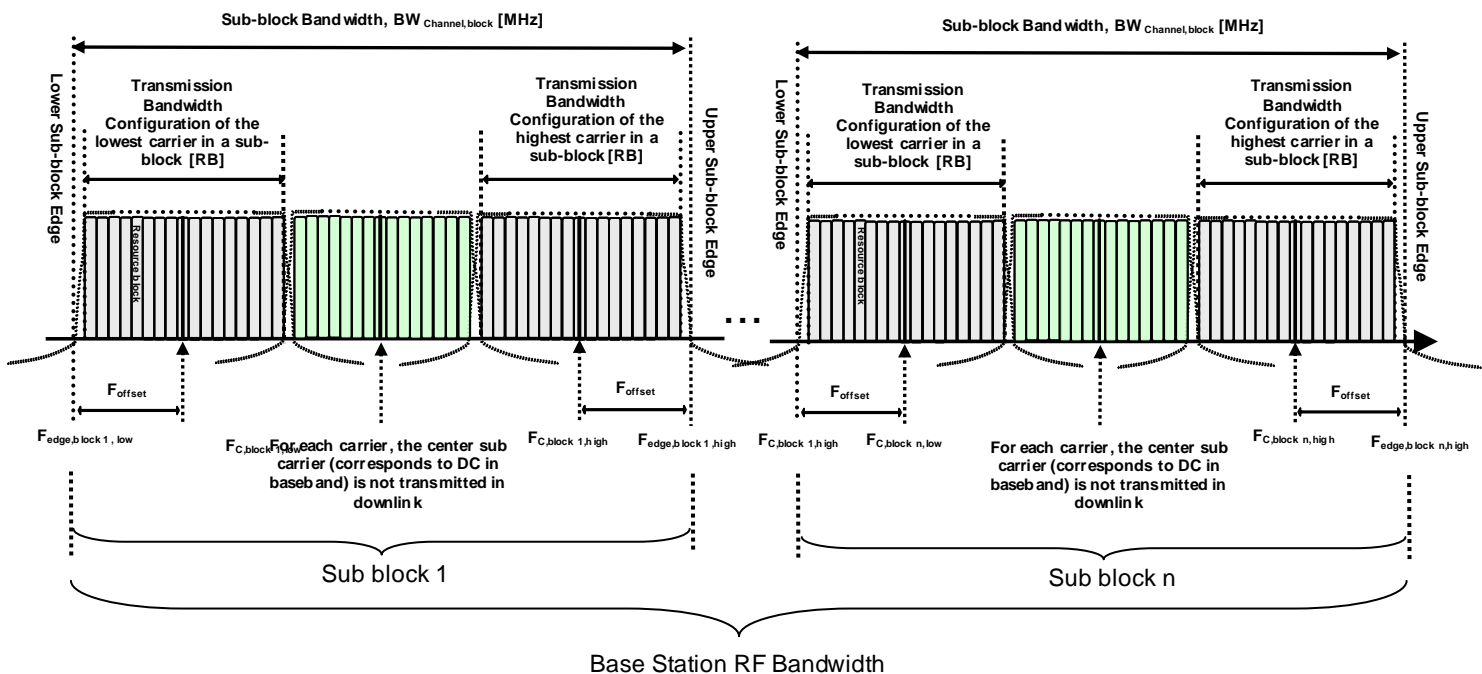 Sub-block Bandwidth, BW Channel,block [MHz]
Lower Sub-block Edge
Transmission
Bandwidth
Configuration of the
lowest carrier in a sub-
block [RB]
Transmission
Bandwidth
Configuration of the
highest carrier in a
sub-block [RB]
Upper Sub-block Edge
Resource block
Foffset
Foffset
Fedge,block 1, low
FC,block 1,low
For each carrier, the center sub
carrier (corresponds to DC in
baseband) is not transmitted in
downlink
FC,block 1,high
Fedge,block 1,high
Sub block 1
...
Sub-block Bandwidth, BW Channel,block [MHz]
Lower Sub-block Edge
Transmission
Bandwidth
Configuration of the
lowest carrier in a
sub-block [RB]
Transmission
Bandwidth
Configuration of the
highest carrier in a
sub-block [RB]
Upper Sub-block Edge
Resource block
Foffset
Foffset
FC,block 1,high
FC,block n,low
For each carrier, the center sub
carrier (corresponds to DC in
baseband) is not transmitted in
downlink
FC,block n,high
Fedge,block n,high
Sub block n
Base Station RF Bandwidth